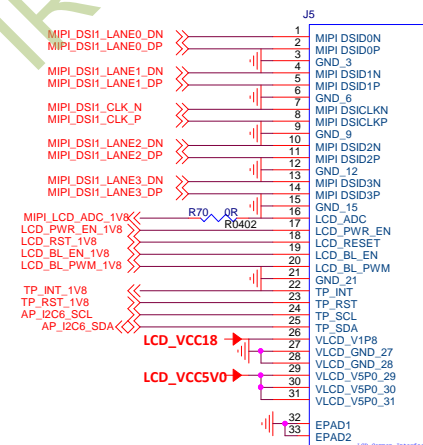 J5
MIPI_DSI1_LANE0_DN 1 MIPI DSID0N
MIPI_DSI1_LANE0_DP 2 MIPI DSID0P
3 GND_3
MIPI_DSI1_LANE1_DN 4 MIPI DSID1N
MIPI_DSI1_LANE1_DP 5 MIPI DSID1P
6 GND_6
MIPI_DSI1_CLK_N 7 MIPI DSICLKN
MIPI_DSI1_CLK_P 8 MIPI DSICLKP
9 GND_9
MIPI_DSI1_LANE2_DN 10 MIPI DSID2N
MIPI_DSI1_LANE2_DP 11 MIPI DSID2P
12 GND_12
MIPI_DSI1_LANE3_DN 13 MIPI DSID3N
MIPI_DSI1_LANE3_DP 14 MIPI DSID3P
15 GND_15
MIPI_LCD_ADC_1V8 R70 0R 16 LCD_ADC
R0402
LCD_PWR_EN_1V8 17 LCD_PWR_EN
LCD_RST_1V8 18 LCD_RESET
LCD_BL_EN_1V8 19 LCD_BL_EN
LCD_BL_PWM_1V8 20 LCD_BL_PWM
21 GND_21
TP_INT_1V8 22 TP_INT
TP_RST_1V8 23 TP_RST
AP_I2C6_SCL 24 TP_SCL
AP_I2C6_SDA 25 TP_SDA
LCD_VCC18 26 VLCD_V1P8
27 VLCD_GND_27
28 VLCD_GND_28
LCD_VCC5V0 29 VLCD_V5P0_29
30 VLCD_V5P0_30
31 VLCD_V5P0_31
32 EPAD1
33 EPAD2